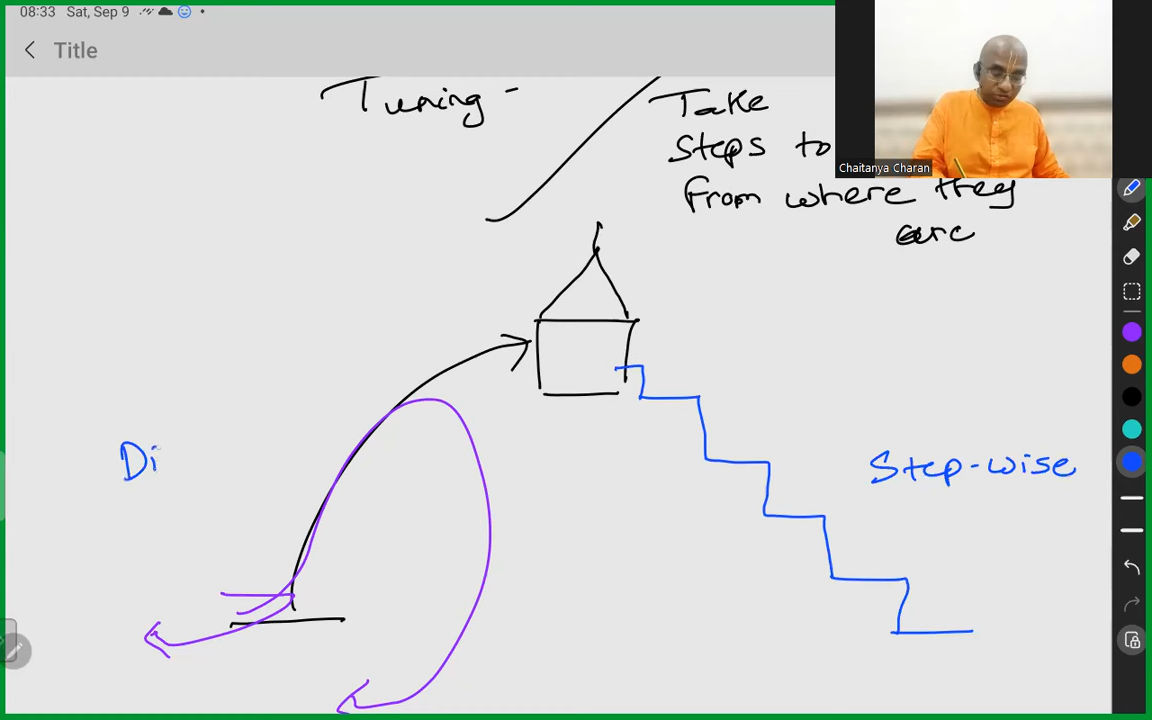 08:33 Sat, Sep 9
Title
Tuning -
Take
Steps to
From where they
are
Chaitanya Charan
Di
Step-wise